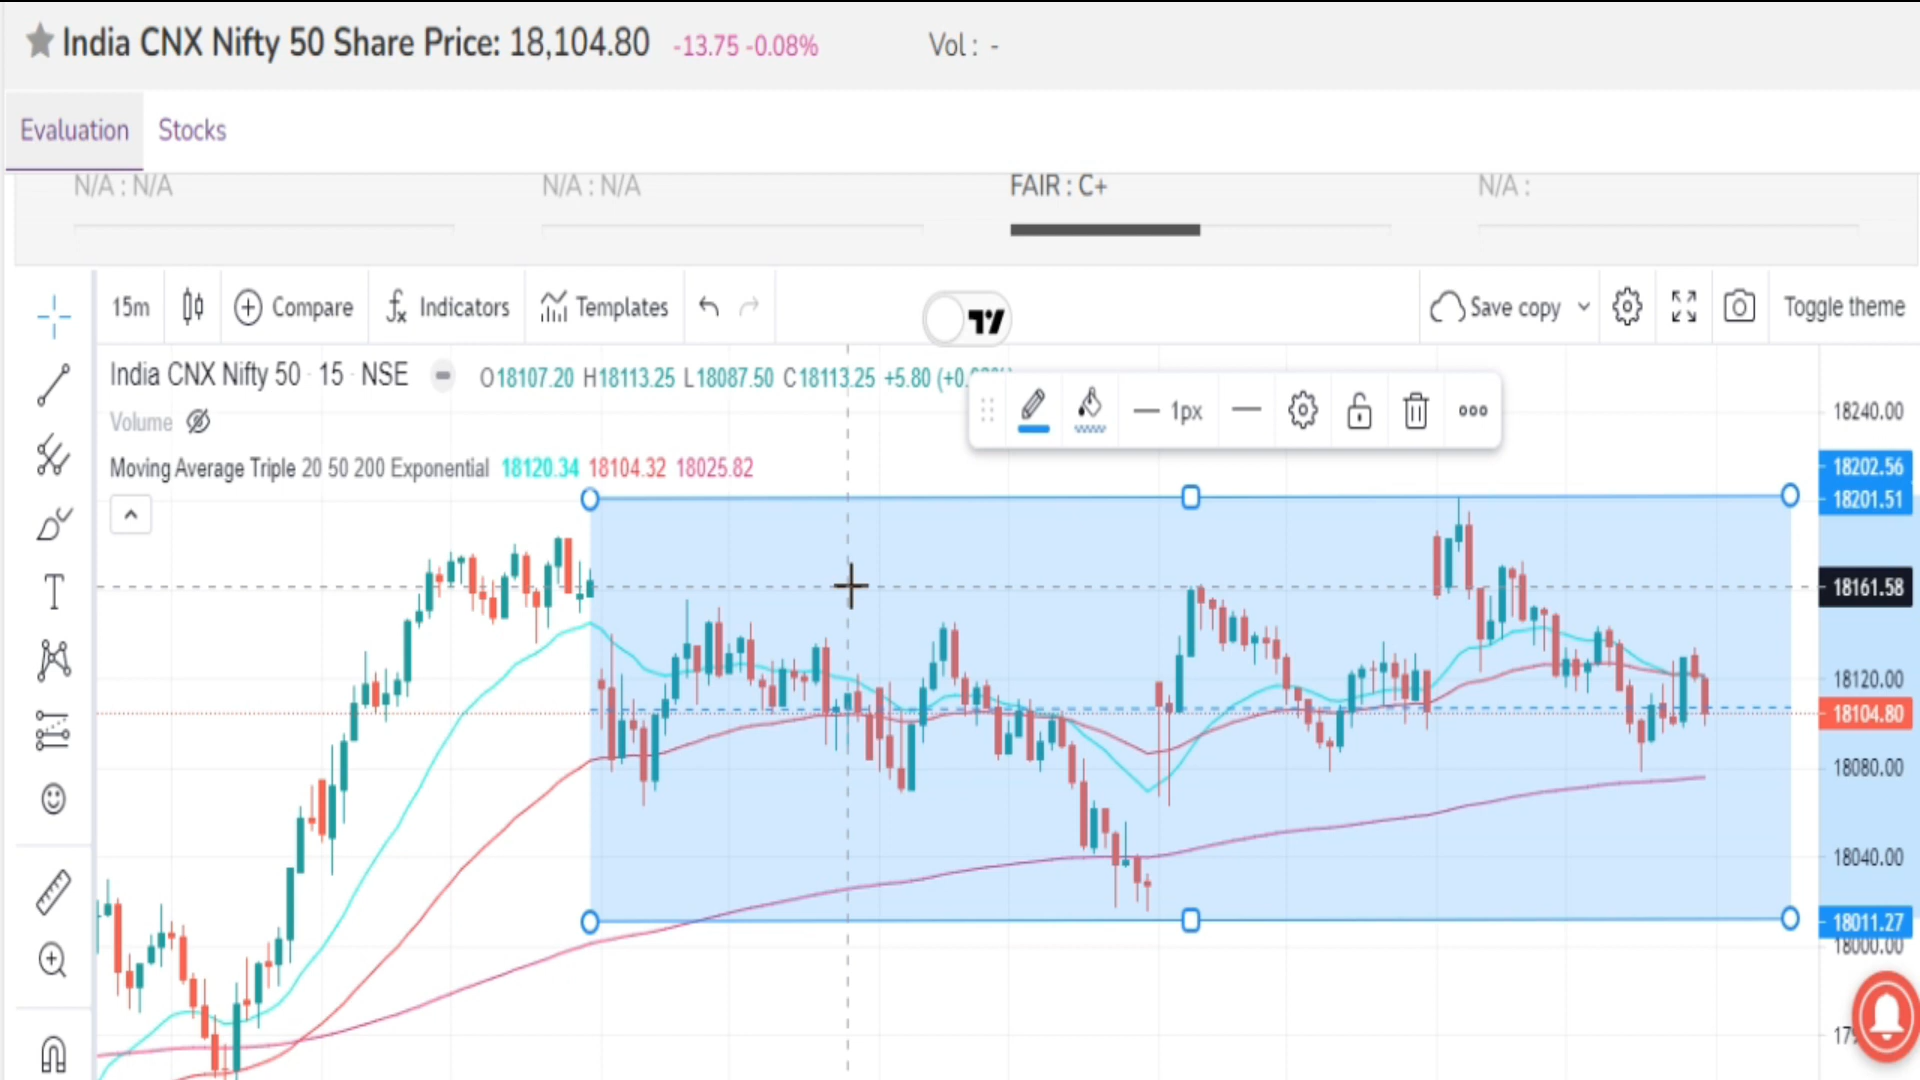 India CNX Nifty 50 Share Price: 18,104.80 -13.75 -0.08% Vol : -
Evaluation Stocks
N/A : N/A N/A : N/A FAIR : C+ N/A :
15m Compare Indicators Templates Save copy Toggle theme
India CNX Nifty 50 · 15 · NSE O18107.20 H18113.25 L18087.50 C18113.25 +5.80
1px
Volume
Moving Average Triple 20 50 200 Exponential 18120.34 18104.32 18025.82
18240.00
18202.56
18201.51
18161.58
18120.00
18104.80
18080.00
18040.00
18011.27
18000.00